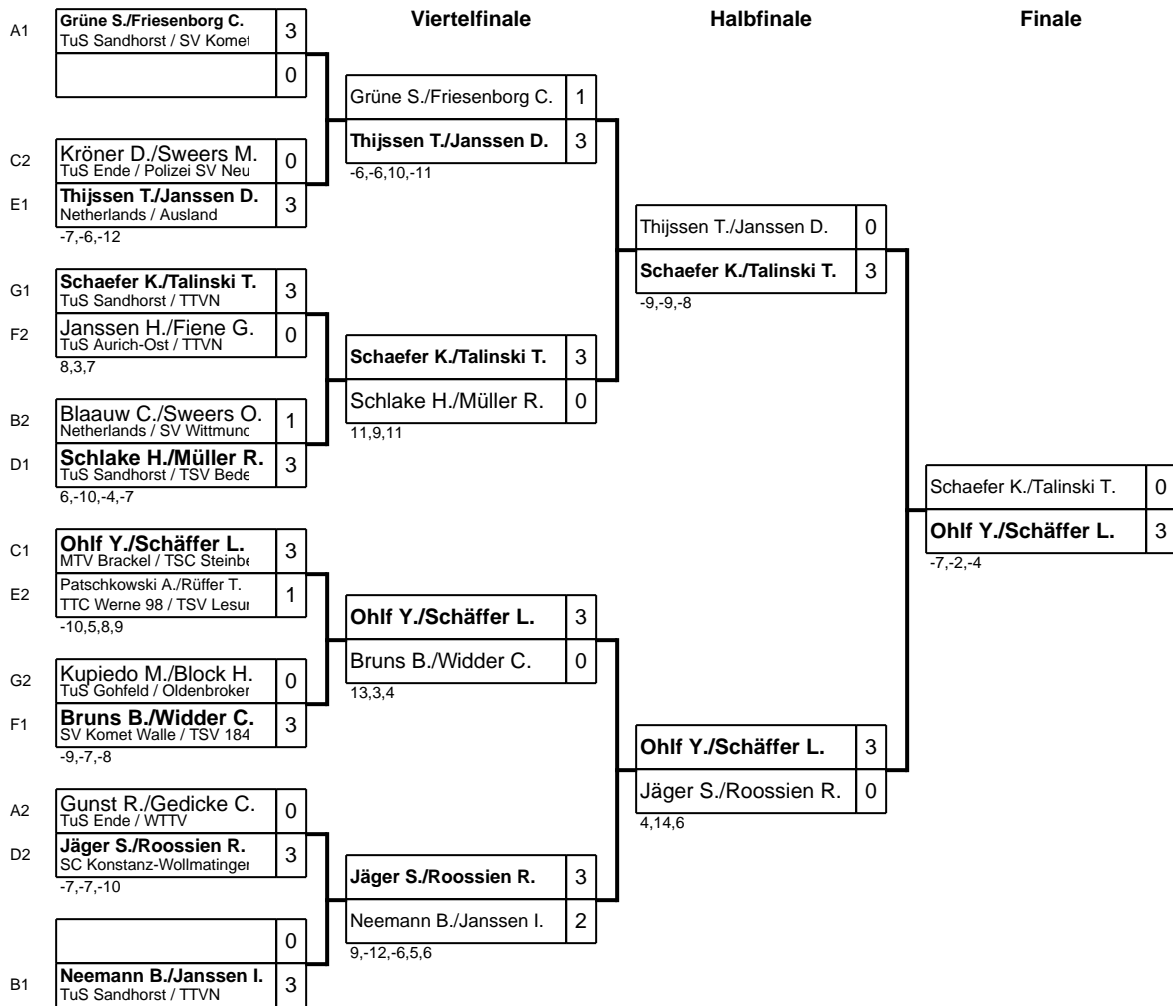 Viertelfinale
Halbfinale
Finale
A1
Grüne S./Friesenborg C.
3
TuS Sandhorst / SV Komet
0
C2
Kröner D./Sweers M.
0
TuS Ende / Polizei SV Neu
E1
Thijssen T./Janssen D.
3
Netherlands / Ausland
-7,-6,-12
G1
Schaefer K./Talinski T.
3
TuS Sandhorst / TTVN
F2
Janssen H./Fiene G.
0
TuS Aurich-Ost / TTVN
8,3,7
B2
Blaauw C./Sweers O.
1
Netherlands / SV Wittmund
D1
Schlake H./Müller R.
3
TuS Sandhorst / TSV Bede
6,-10,-4,-7
C1
Ohlf Y./Schäffer L.
3
MTV Brackel / TSC Steinbe
E2
Patschkowski A./Rüffer T.
1
TTC Werne 98 / TSV Lesum
-10,5,8,9
G2
Kupiedo M./Block H.
0
TuS Gohfeld / Oldenbroker
F1
Bruns B./Widder C.
3
SV Komet Walle / TSV 184
-9,-7,-8
A2
Gunst R./Gedicke C.
0
TuS Ende / WTTV
D2
Jäger S./Roossien R.
3
SC Konstanz-Wollmatingen
-7,-7,-10
0
B1
Neemann B./Janssen I.
3
TuS Sandhorst / TTVN
Grüne S./Friesenborg C.
1
Thijssen T./Janssen D.
3
-6,-6,10,-11
Schaefer K./Talinski T.
3
Schlake H./Müller R.
0
11,9,11
Ohlf Y./Schäffer L.
3
Bruns B./Widder C.
0
13,3,4
Jäger S./Roossien R.
3
Neemann B./Janssen I.
2
9,-12,-6,5,6
Thijssen T./Janssen D.
0
Schaefer K./Talinski T.
3
-9,-9,-8
Ohlf Y./Schäffer L.
3
Jäger S./Roossien R.
0
4,14,6
Schaefer K./Talinski T.
0
Ohlf Y./Schäffer L.
3
-7,-2,-4